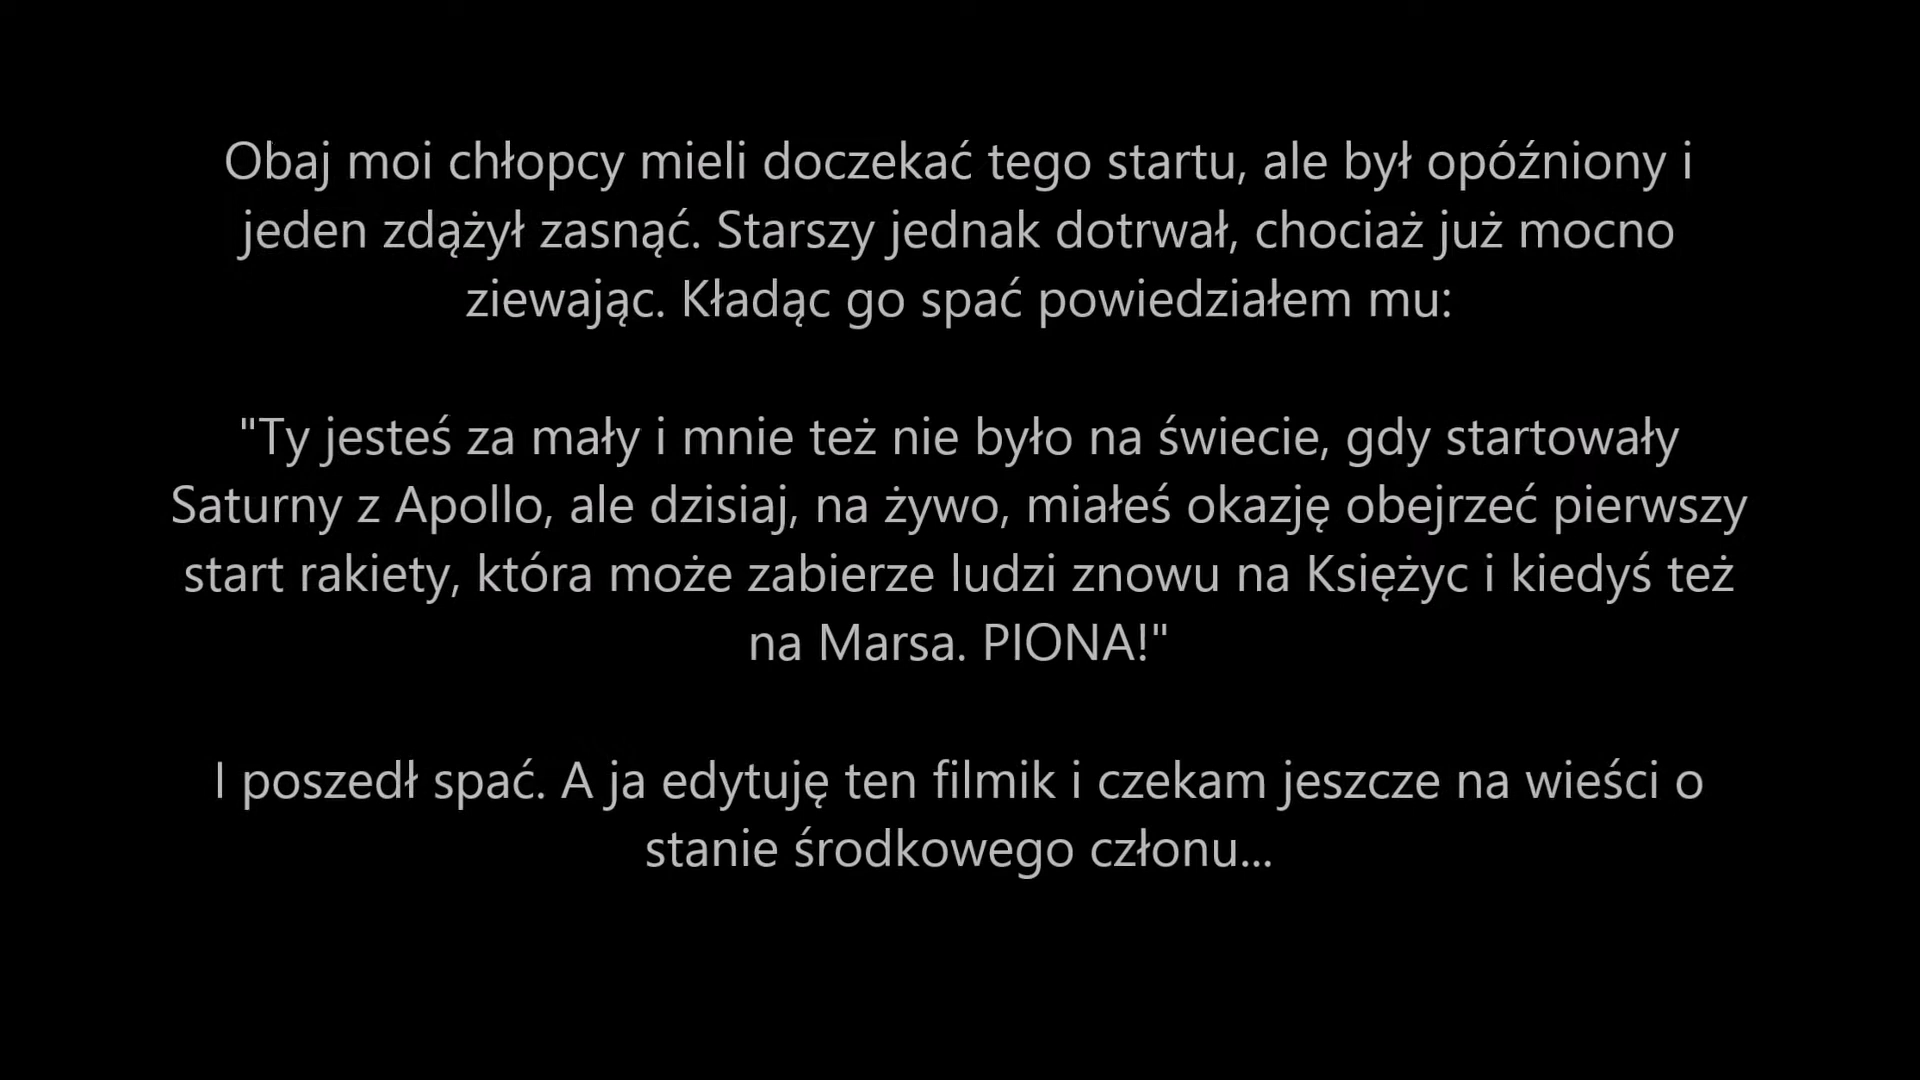 Obaj moi chłopcy mieli doczekać tego startu, ale był opóźniony i
jeden zdążył zasnąć. Starszy jednak dotrwał, chociaż już mocno
ziewając. Kładąc go spać powiedziałem mu:
"Ty jesteś za mały i mnie też nie było na świecie, gdy startowały
Saturny z Apollo, ale dzisiaj, na żywo, miałeś okazję obejrzeć pierwszy
start rakiety, która może zabierze ludzi znowu na Księżyc i kiedyś też
na Marsa. PIONA!"
I poszedł spać. A ja edytuję ten filmik i czekam jeszcze na wieści o
stanie środkowego członu...